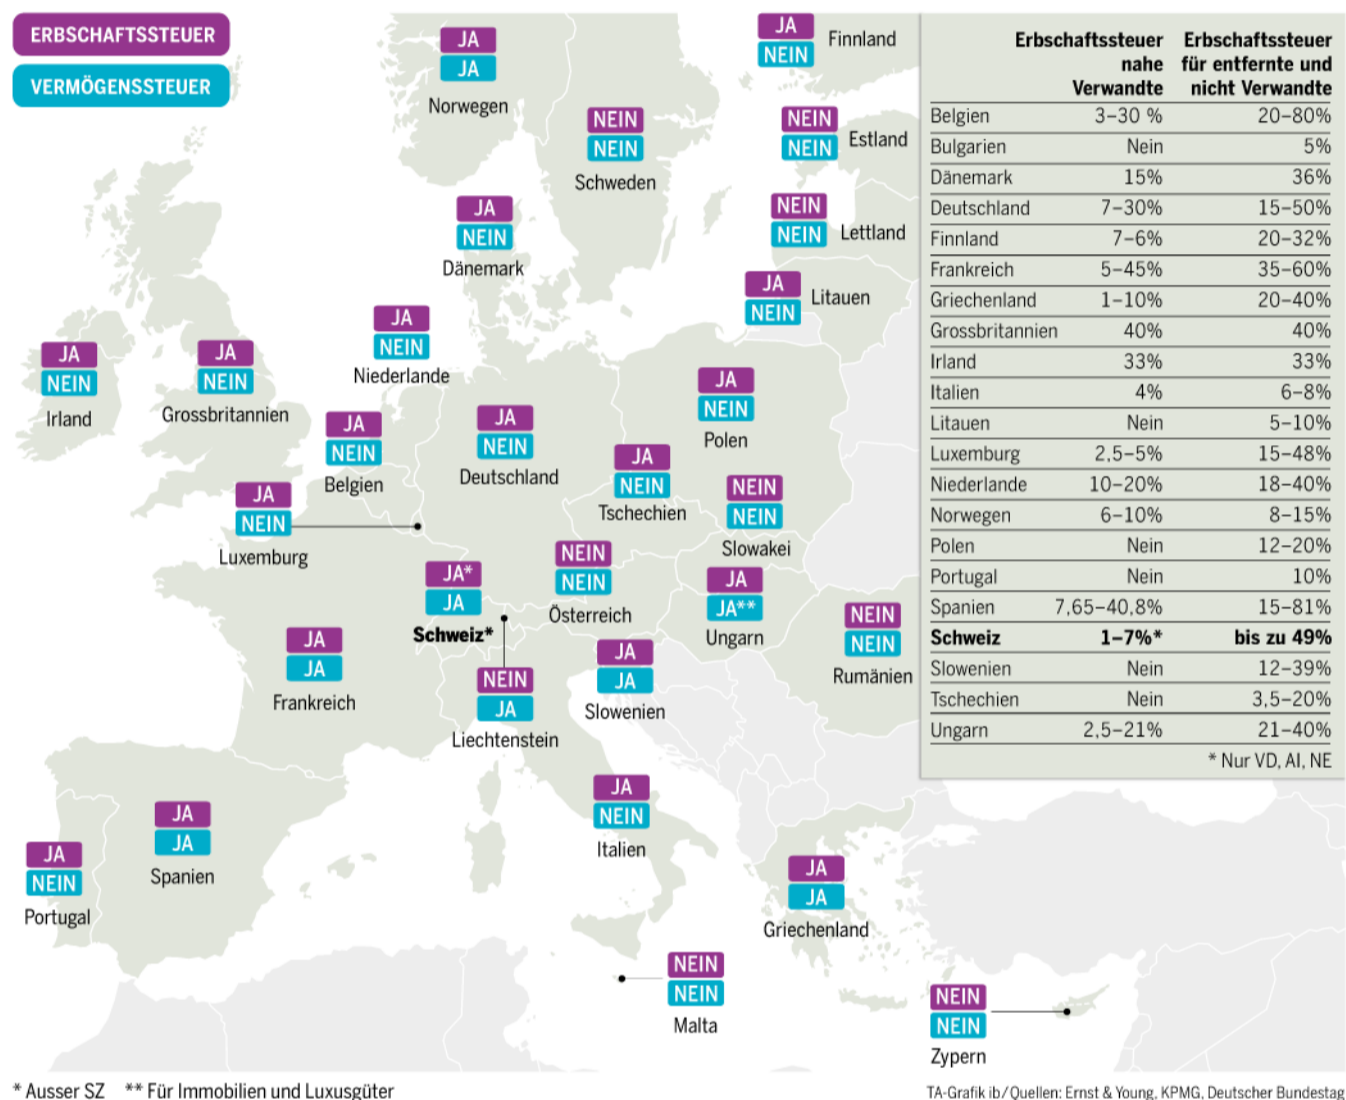 ERBSCHAFTSSTEUER
VERMÖGENSSTEUER
JA
JA
Norwegen
NEIN
NEIN
Schweden
JA
NEIN
Finnland
NEIN
NEIN
Estland
NEIN
NEIN
Lettland
JA
NEIN
Litauen
JA
NEIN
Dänemark
JA
NEIN
Niederlande
JA
NEIN
Irland
JA
NEIN
Grossbritannien
JA
NEIN
Belgien
JA
NEIN
Deutschland
JA
NEIN
Polen
JA
NEIN
Tschechien
NEIN
NEIN
Slowakei
JA
NEIN
Luxemburg
JA*
JA
Schweiz*
NEIN
NEIN
Österreich
JA
JA**
Ungarn
NEIN
NEIN
Rumänien
JA
JA
Frankreich
NEIN
JA
Liechtenstein
JA
JA
Slowenien
JA
NEIN
Italien
JA
JA
Spanien
JA
NEIN
Portugal
JA
JA
Griechenland
NEIN
NEIN
Malta
NEIN
NEIN
Zypern
Erbschaftssteuer Erbschaftssteuer
nahe für entfernte und
Verwandte nicht Verwandte
Belgien 3–30 % 20–80%
Bulgarien Nein 5%
Dänemark 15% 36%
Deutschland 7–30% 15–50%
Finnland 7–6% 20–32%
Frankreich 5–45% 35–60%
Griechenland 1–10% 20–40%
Grossbritannien 40% 40%
Irland 33% 33%
Italien 4% 6–8%
Litauen Nein 5–10%
Luxemburg 2,5–5% 15–48%
Niederlande 10–20% 18–40%
Norwegen 6–10% 8–15%
Polen Nein 12–20%
Portugal Nein 10%
Spanien 7,65–40,8% 15–81%
Schweiz 1–7%* bis zu 49%
Slowenien Nein 12–39%
Tschechien Nein 3,5–20%
Ungarn 2,5–21% 21–40%
* Nur VD, AI, NE
* Ausser SZ ** Für Immobilien und Luxusgüter
TA-Grafik ib/Quellen: Ernst & Young, KPMG, Deutscher Bundestag